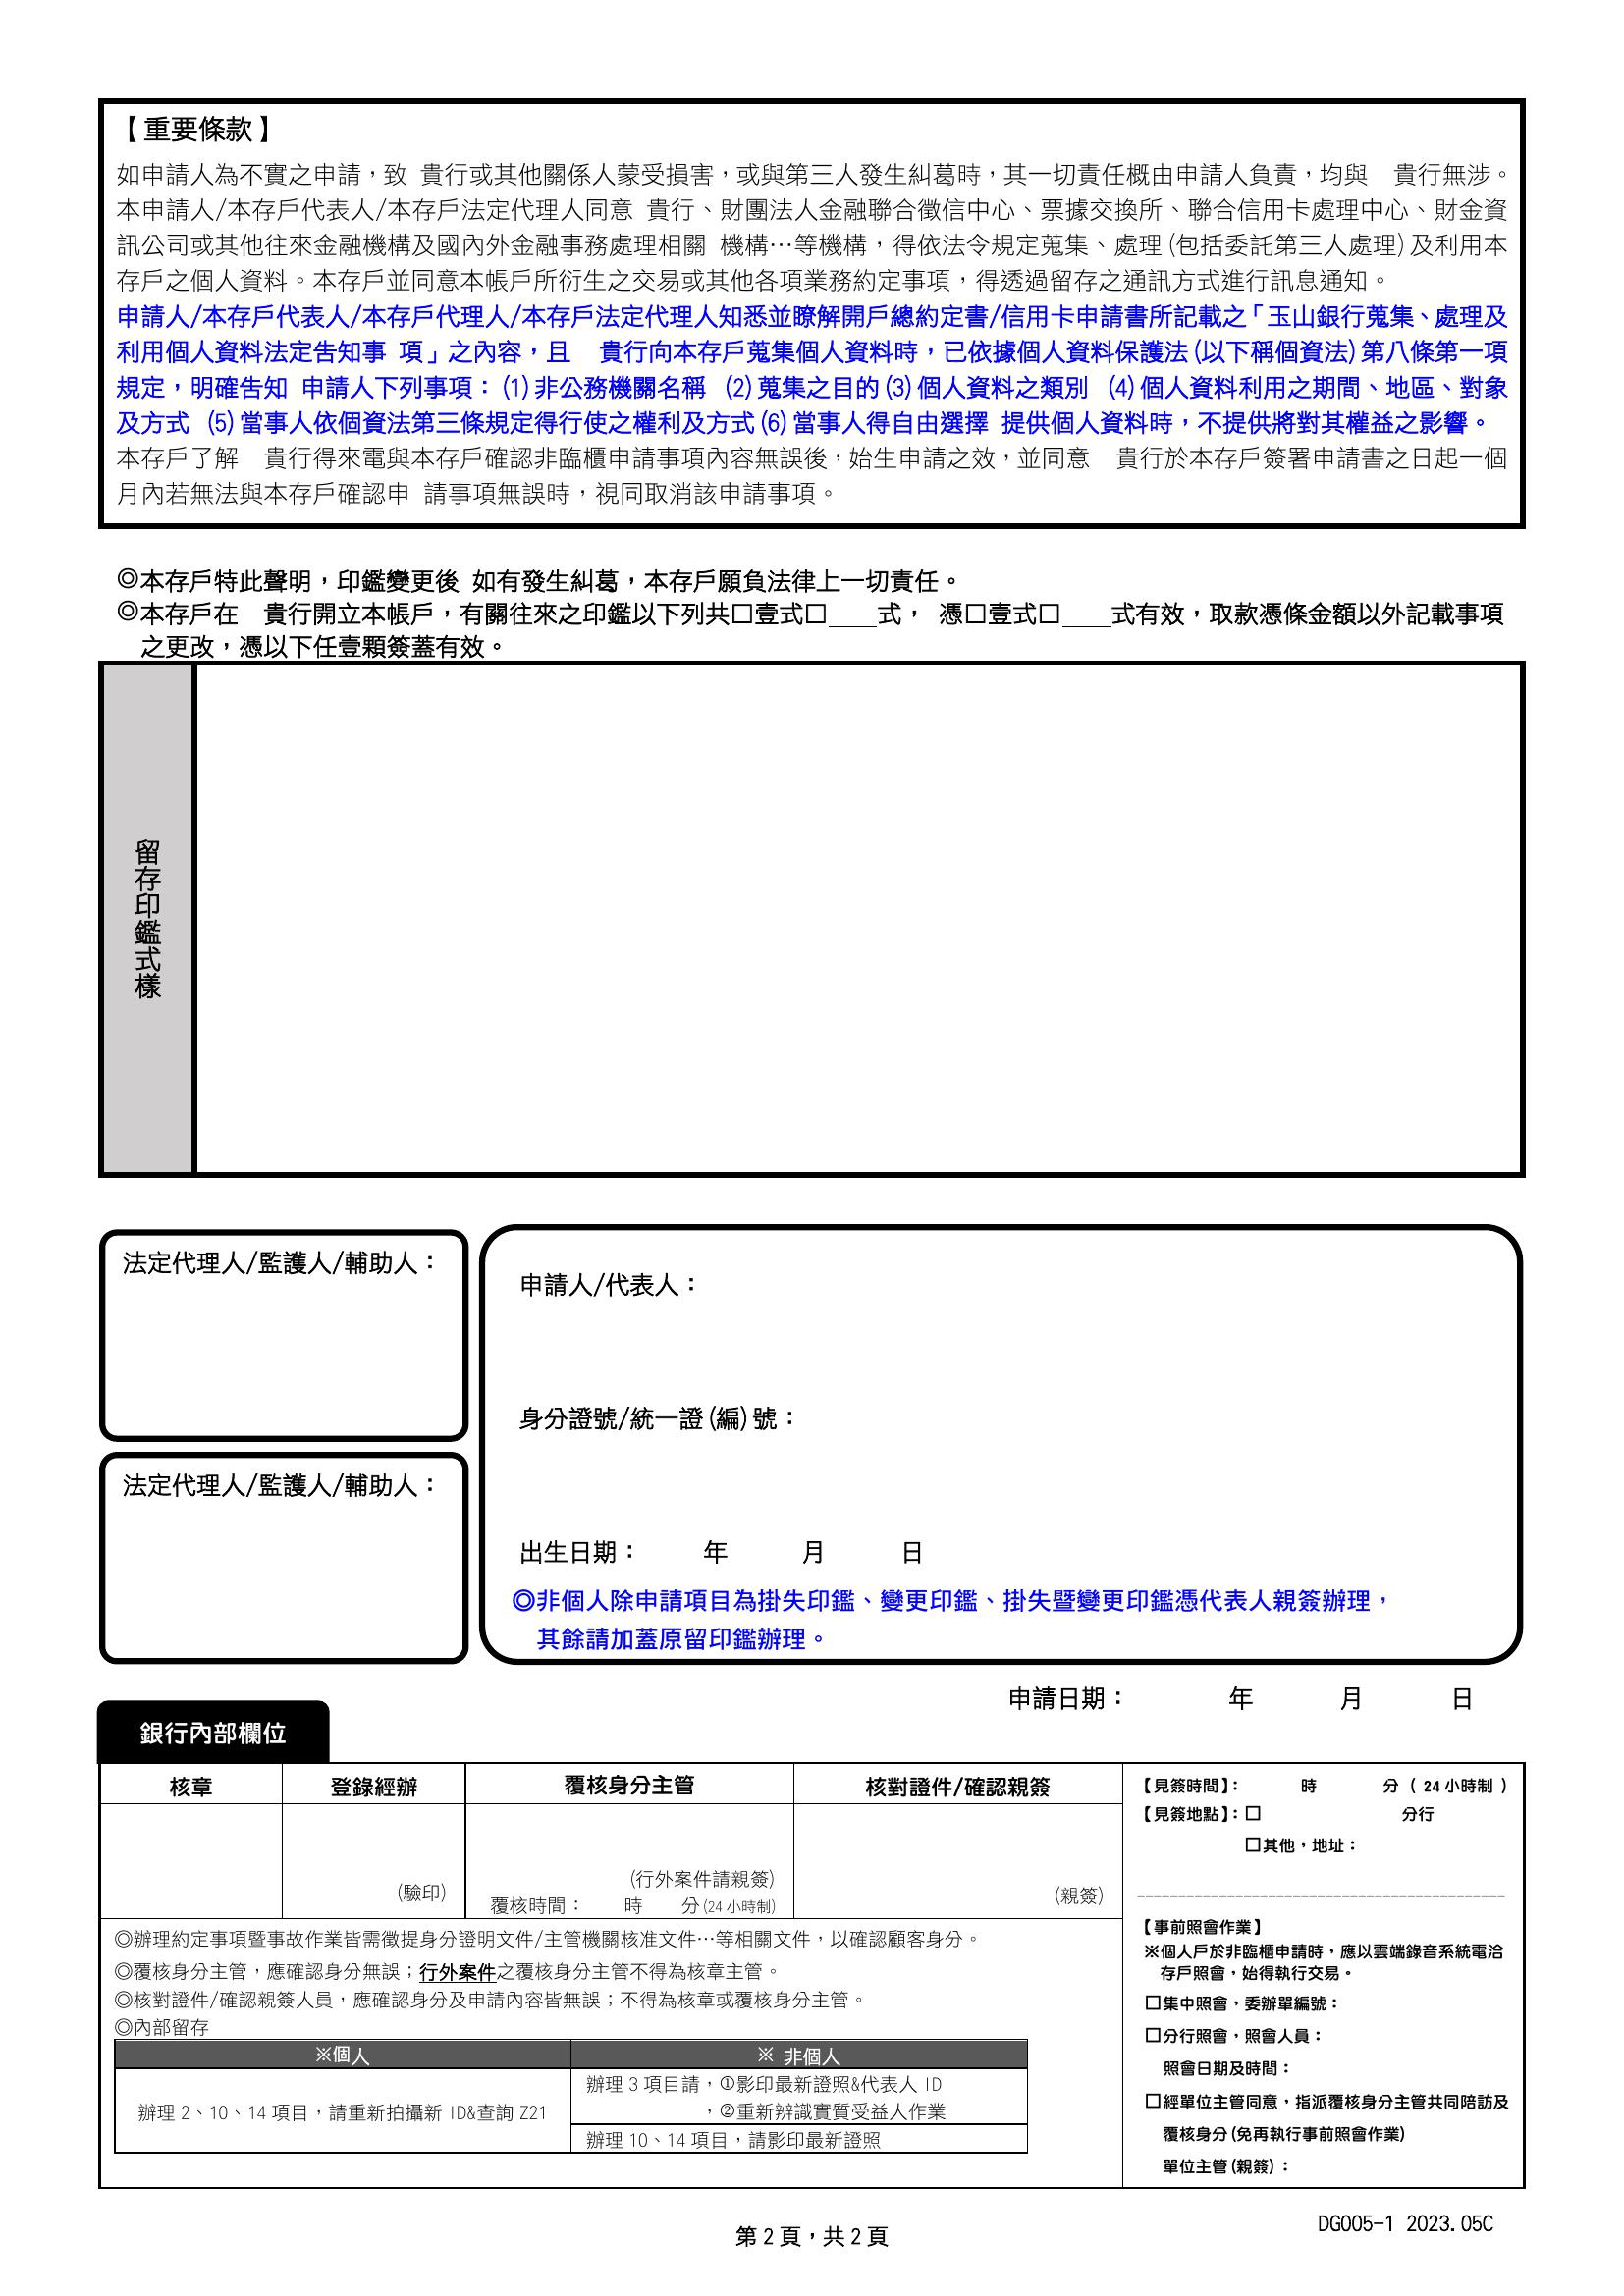 【重要條款】
如申請人為不實之申請，致 貴行或其他關係人蒙受損害，或與第三人發生糾葛時，其一切責任概由申請人負責，均與　貴行無涉。
本申請人/本存戶代表人/本存戶法定代理人同意 貴行、財團法人金融聯合徵信中心、票據交換所、聯合信用卡處理中心、財金資
訊公司或其他往來金融機構及國內外金融事務處理相關 機構…等機構，得依法令規定蒐集、處理(包括委託第三人處理)及利用本
存戶之個人資料。本存戶並同意本帳戶所衍生之交易或其他各項業務約定事項，得透過留存之通訊方式進行訊息通知。
申請人/本存戶代表人/本存戶代理人/本存戶法定代理人知悉並瞭解開戶總約定書/信用卡申請書所記載之「玉山銀行蒐集、處理及
利用個人資料法定告知事 項」之內容，且　貴行向本存戶蒐集個人資料時，已依據個人資料保護法(以下稱個資法)第八條第一項
規定，明確告知 申請人下列事項：(1)非公務機關名稱 (2)蒐集之目的(3)個人資料之類別 (4)個人資料利用之期間、地區、對象
及方式 (5)當事人依個資法第三條規定得行使之權利及方式(6)當事人得自由選擇 提供個人資料時，不提供將對其權益之影響。
本存戶了解　貴行得來電與本存戶確認非臨櫃申請事項內容無誤後，始生申請之效，並同意　貴行於本存戶簽署申請書之日起一個
月內若無法與本存戶確認申 請事項無誤時，視同取消該申請事項。
◎本存戶特此聲明，印鑑變更後 如有發生糾葛，本存戶願負法律上一切責任。
◎本存戶在　貴行開立本帳戶，有關往來之印鑑以下列共□壹式□____式， 憑□壹式□____式有效，取款憑條金額以外記載事項
之更改，憑以下任壹顆簽蓋有效。
留存印鑑式樣
法定代理人/監護人/輔助人：
申請人/代表人：
身分證號/統一證(編)號：
法定代理人/監護人/輔助人：
出生日期：　　年　　月　　日
◎非個人除申請項目為掛失印鑑、變更印鑑、掛失暨變更印鑑憑代表人親簽辦理，
其餘請加蓋原留印鑑辦理。
申請日期：　　　年　　　月　　　日
銀行內部欄位
核章　登錄經辦　覆核身分主管　核對證件/確認親簽
(驗印)
(行外案件請親簽)
覆核時間：　時　分(24 小時制)
(親簽)
◎辦理約定事項暨事故作業皆需徵提身分證明文件/主管機關核准文件…等相關文件，以確認顧客身分。
◎覆核身分主管，應確認身分無誤；行外案件之覆核身分主管不得為核章主管。
◎核對證件/確認親簽人員，應確認身分及申請內容皆無誤；不得為核章或覆核身分主管。
◎內部留存
※個人　※ 非個人
辦理 2、10、14 項目，請重新拍攝新 ID&查詢 Z21
辦理 3 項目請，①影印最新證照&代表人 ID
，②重新辨識實質受益人作業
辦理 10、14 項目，請影印最新證照
【見簽時間】：　　時　　分 ( 24 小時制 )
【見簽地點】：□　　　　分行
□其他，地址：
---------------------------------------------
【事前照會作業】
※個人戶於非臨櫃申請時，應以雲端錄音系統電洽
存戶照會，始得執行交易。
□集中照會，委辦單編號：
□分行照會，照會人員：
照會日期及時間：
□經單位主管同意，指派覆核身分主管共同陪訪及
覆核身分(免再執行事前照會作業)
單位主管(親簽)：
第 2 頁，共 2 頁
DG005-1 2023.05C